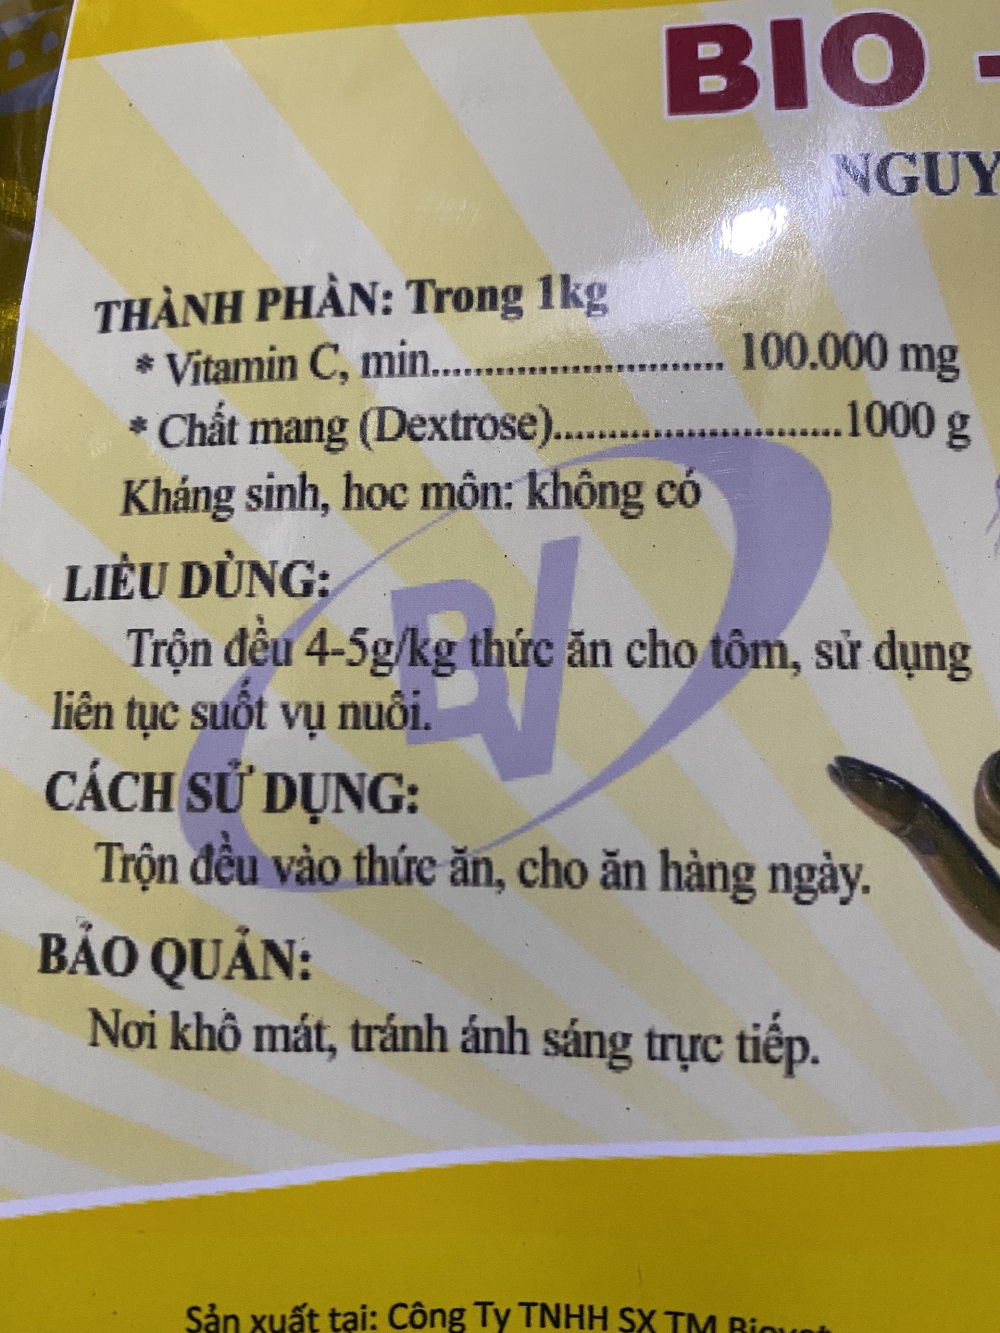 BIO -
NGUY
THÀNH PHẦN: Trong 1kg
* Vitamin C, min........................... 100.000 mg
* Chất mang (Dextrose)...........................1000 g
Kháng sinh, hoc môn: không có
LIỀU DÙNG:
Trộn đều 4-5g/kg thức ăn cho tôm, sử dụng
liên tục suốt vụ nuôi.
BV
CÁCH SỬ DỤNG:
Trộn đều vào thức ăn, cho ăn hàng ngày.
BẢO QUẢN:
Nơi khô mát, tránh ánh sáng trực tiếp.
Sản xuất tại: Công Ty TNHH SX TM